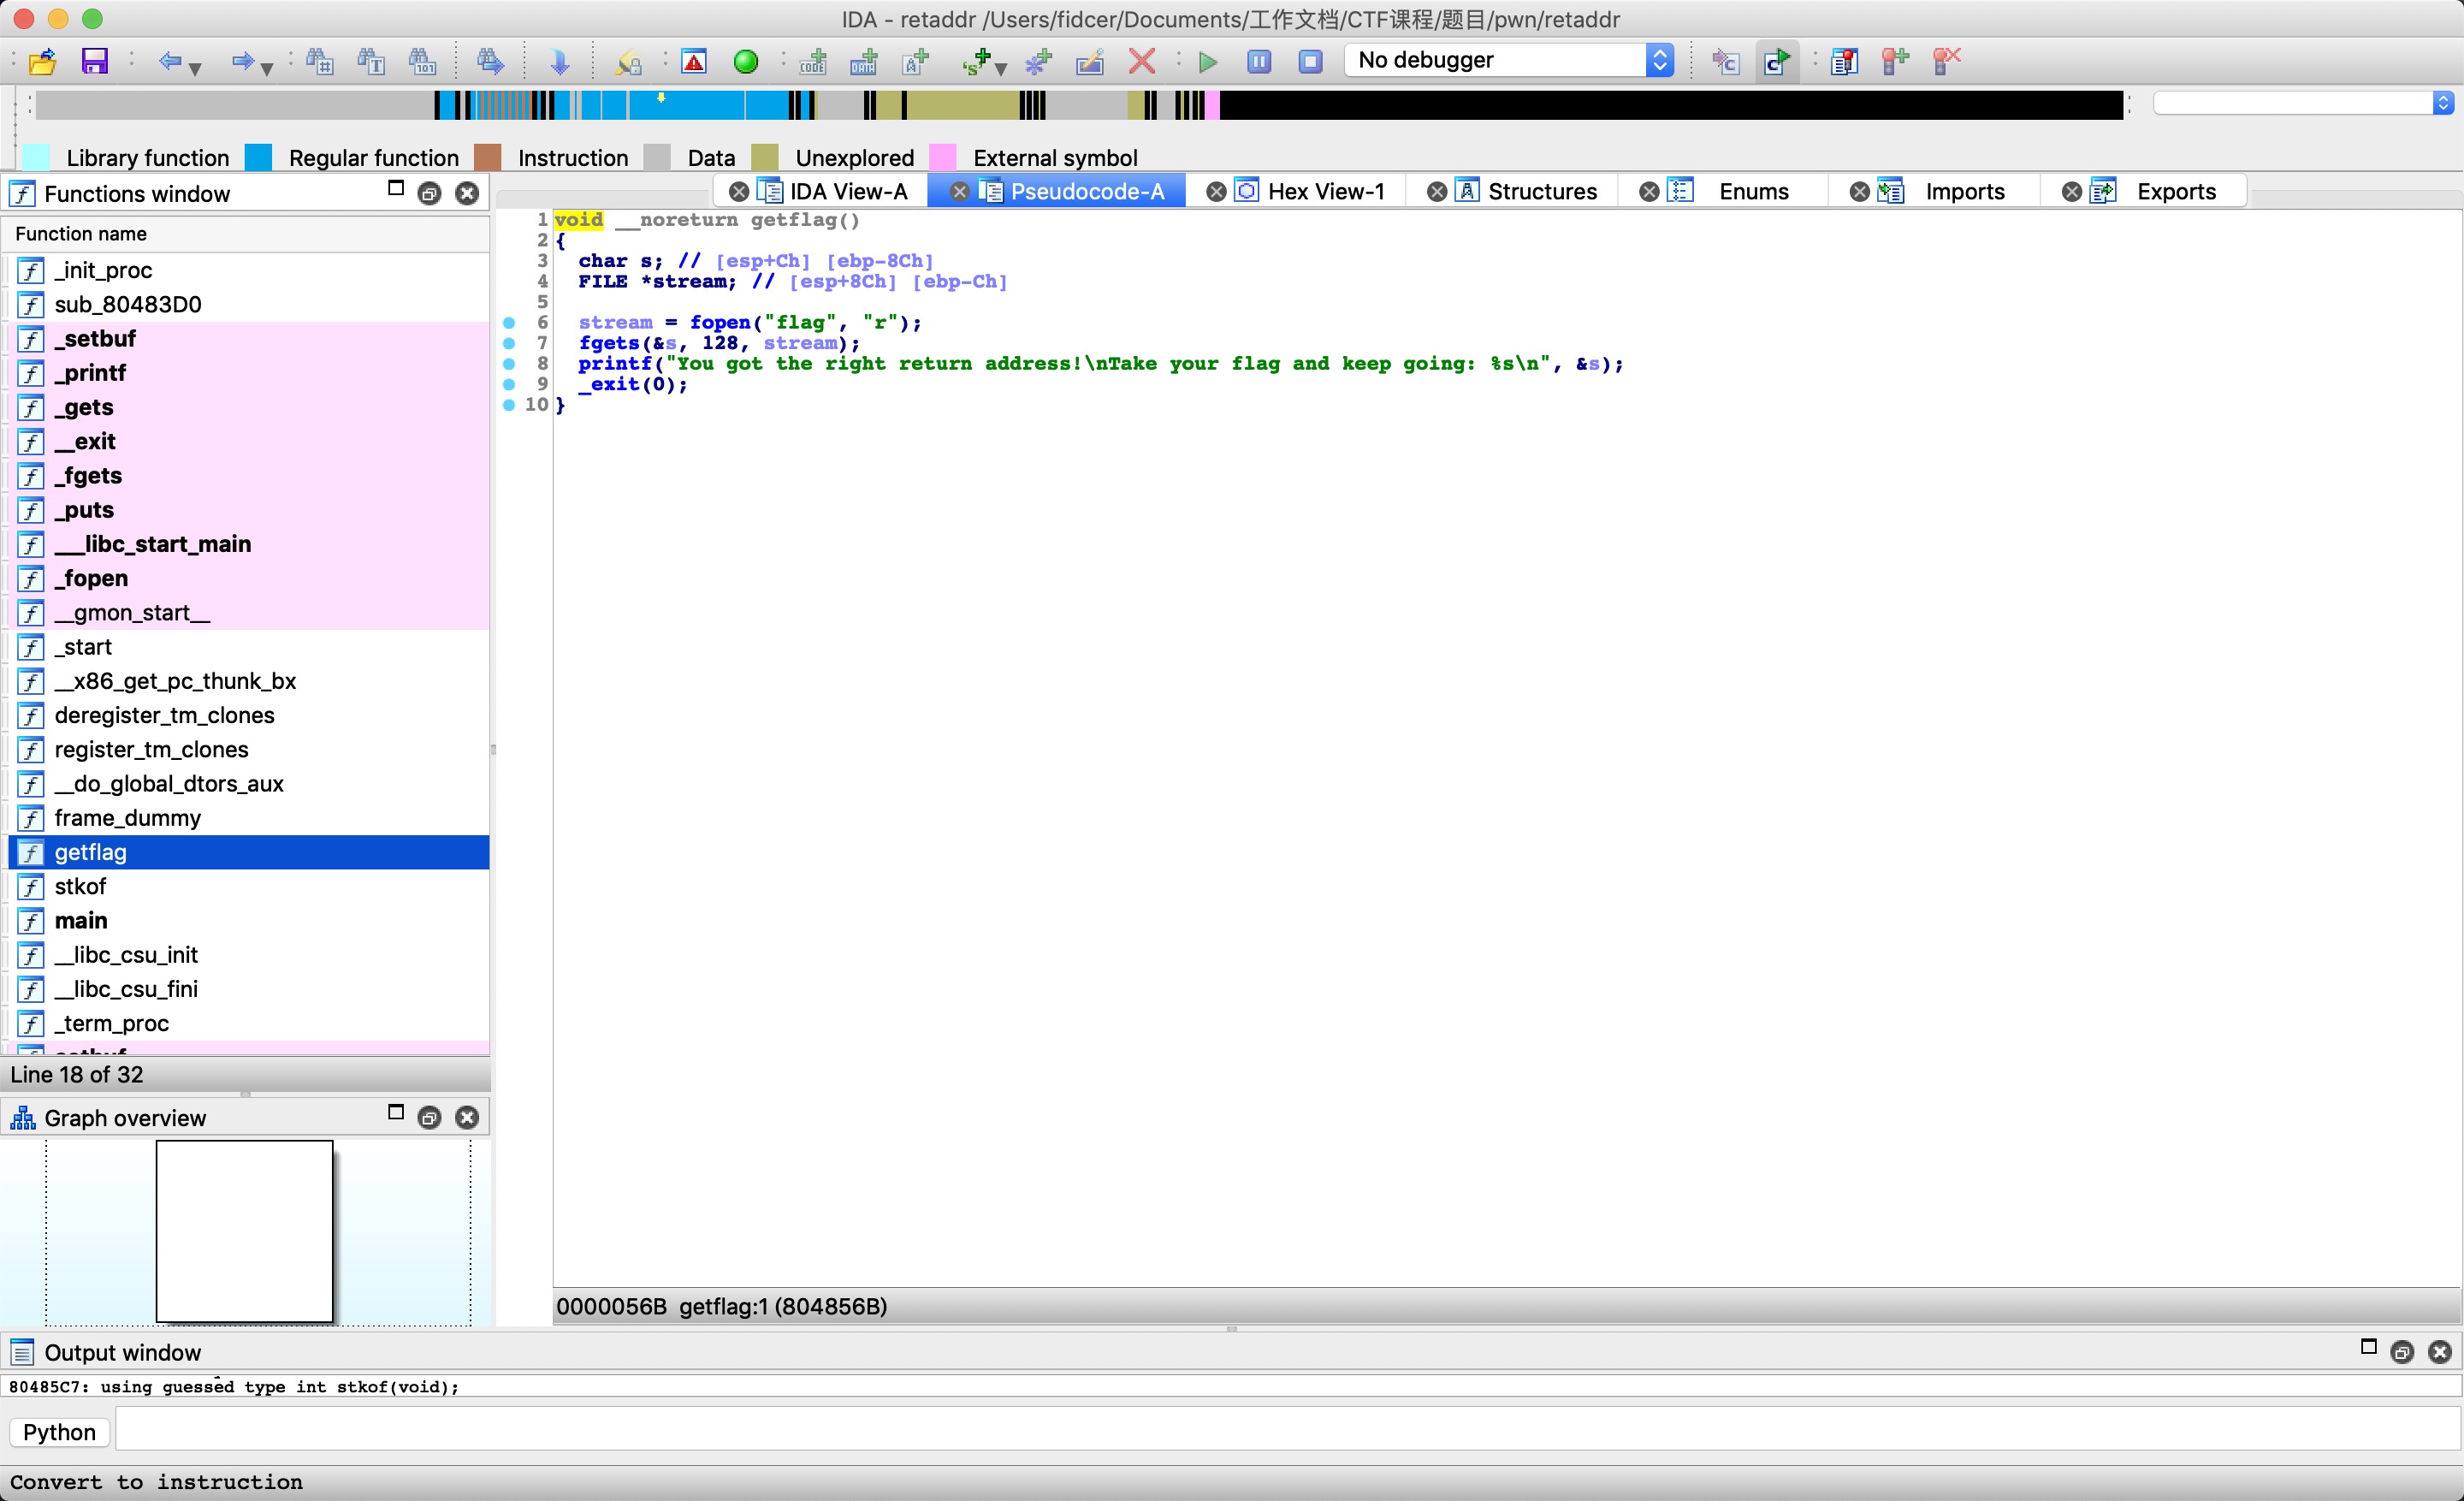 IDA - retaddr /Users/fidcer/Documents/工作文档/CTF课程/题目/pwn/retaddr
No debugger
Library function Regular function Instruction Data Unexplored External symbol
Functions window
Function name
_init_proc
sub_80483D0
_setbuf
_printf
_gets
__exit
_fgets
_puts
___libc_start_main
_fopen
__gmon_start__
_start
__x86_get_pc_thunk_bx
deregister_tm_clones
register_tm_clones
__do_global_dtors_aux
frame_dummy
getflag
stkof
main
__libc_csu_init
__libc_csu_fini
_term_proc
Line 18 of 32
Graph overview
IDA View-A Pseudocode-A Hex View-1 Structures Enums Imports Exports
1 void __noreturn getflag()
2 {
3 char s; // [esp+Ch] [ebp-8Ch]
4 FILE *stream; // [esp+8Ch] [ebp-Ch]
5
6 stream = fopen("flag", "r");
7 fgets(&s, 128, stream);
8 printf("You got the right return address!\nTake your flag and keep going: %s\n", &s);
9 _exit(0);
10 }
0000056B getflag:1 (804856B)
Output window
80485C7: using guessed type int stkof(void);
Python
Convert to instruction